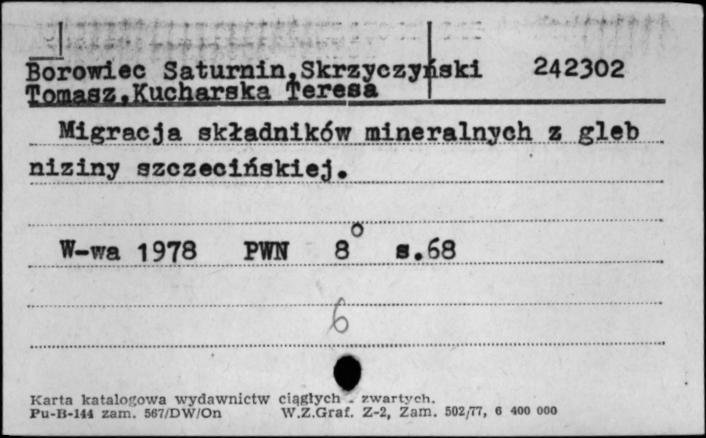 Borowiec Saturnin,Skrzyczyński 242302
Tomasz,Kucharska Teresa
Migracja składników mineralnych z gleb
niziny szczecińskiej.
W-wa 1978 PWN 8° s.68
6
Karta katalogowa wydawnictw ciągłych - zwartych.
Pu-B-144 zam. 567/DW/On W.Z.Graf. Z-2, Zam. 502/77, 6 400 000